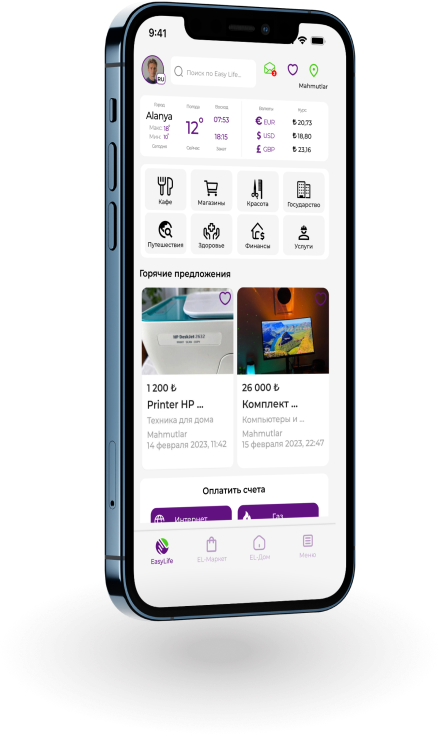 9:41
RU
Поиск по Easy Life..
Mahmutlar
Город
Погода
Восход
Валюты
Курс
Alanya
12°
07:53
€ EUR
₺ 20,73
Макс 18°
Мин: 10°
18:15
$ USD
₺ 18,80
Сегодня
Сейчас
Закат
£ GBP
₺ 23,16
Кафе
Магазины
Красота
Государство
Путешествия
Здоровье
Финансы
Услуги
Горячие предложения
HP DeskJet 2632
1 200 ₺
26 000 ₺
Printer HP ...
Комплект ...
Техника для дома
Компьютеры и ...
Mahmutlar
Mahmutlar
14 февраля 2023, 11:42
15 февраля 2023, 22:47
Оплатить счета
Интернет
Газ
EasyLife
EL-Маркет
EL-Дом
Меню